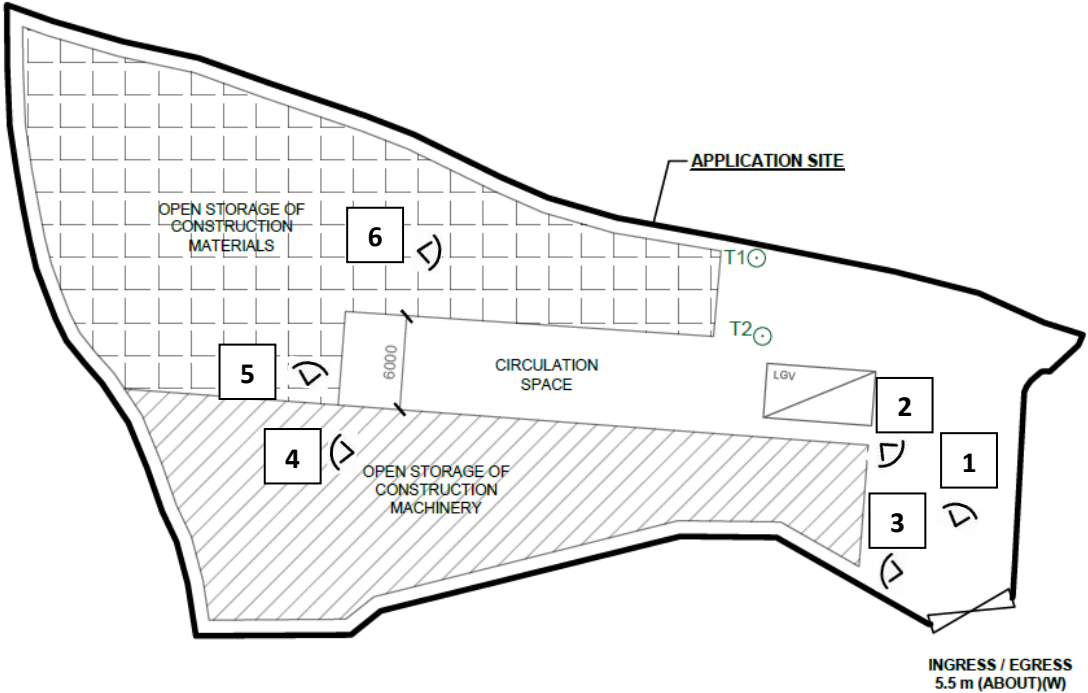 APPLICATION SITE
OPEN STORAGE OF
CONSTRUCTION
MATERIALS
6
T1
T2
5
6000
CIRCULATION
SPACE
LGV
2
4
OPEN STORAGE OF
CONSTRUCTION
MACHINERY
1
3
INGRESS / EGRESS
5.5 m (ABOUT)(W)